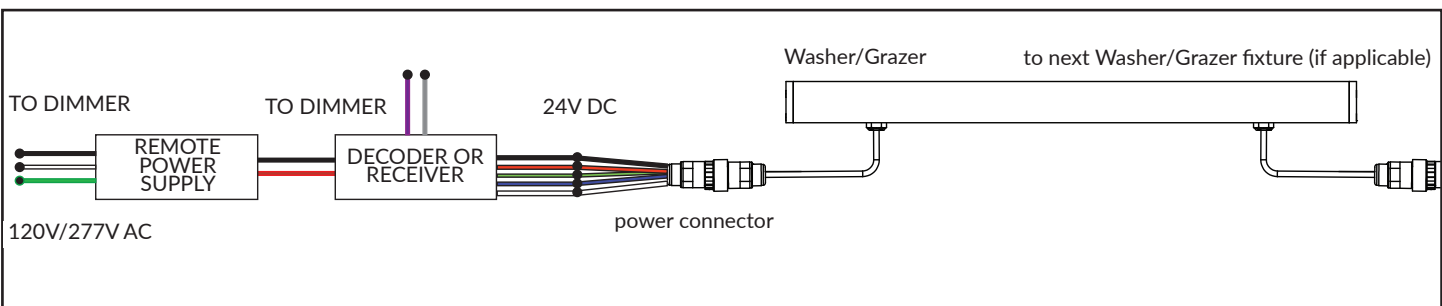 Washer/Grazer
to next Washer/Grazer fixture (if applicable)
TO DIMMER
TO DIMMER
24V DC
REMOTE
POWER
SUPPLY
DECODER OR
RECEIVER
power connector
120V/277V AC